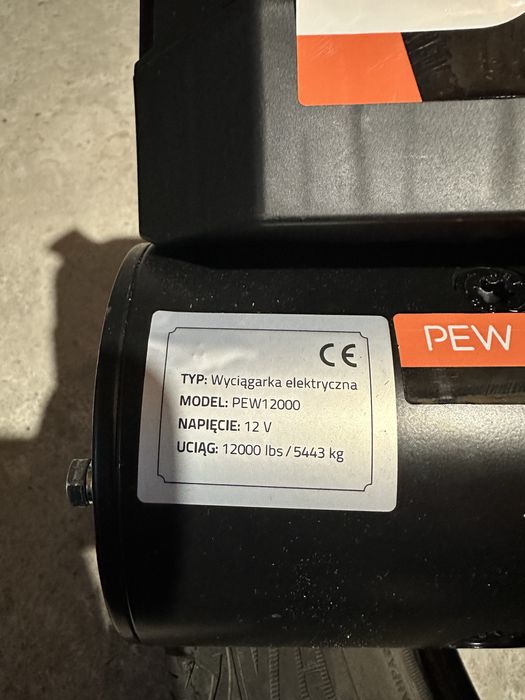 CE
TYP: Wyciągarka elektryczna
MODEL: PEW12000
NAPIĘCIE: 12 V
UCIĄG: 12000 lbs / 5443 kg
PEW